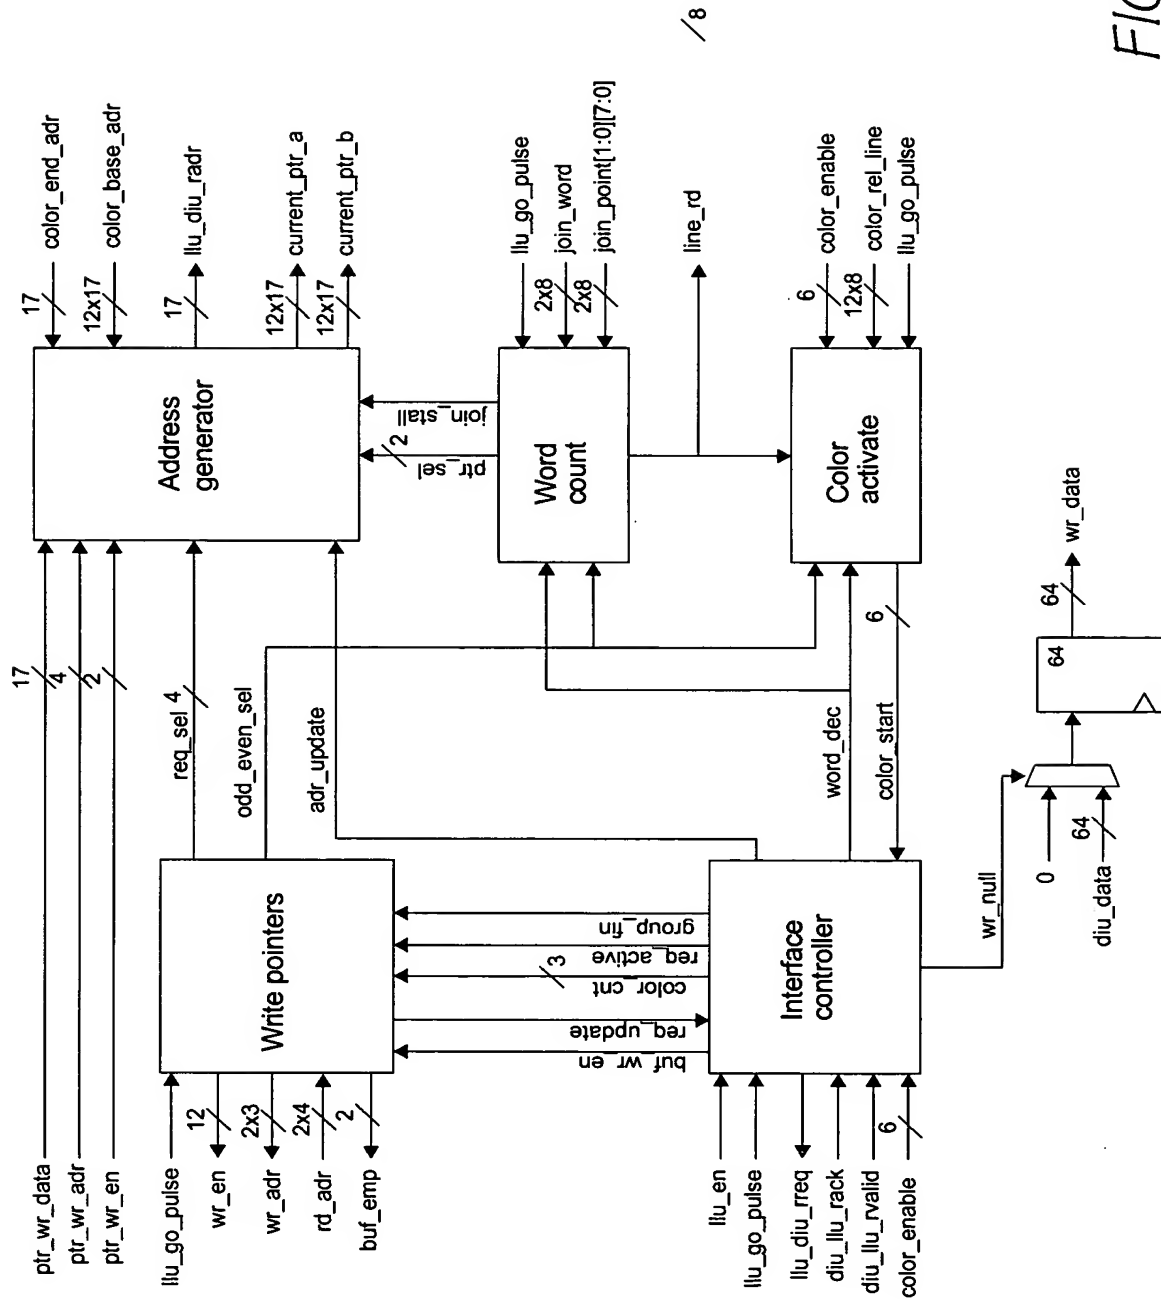 FIG
8
17
color_end_adr
12x17
color_base_adr
17
llu_diu_radr
12x17
current_ptr_a
12x17
current_ptr_b
Address
generator
ptr_wr_data
17
ptr_wr_adr
4
ptr_wr_en
2
req_sel
4
odd_even_sel
adr_update
join_stall
ptr_sel
2
llu_go_pulse
2x8
join_word
2x8
join_point[1:0][7:0]
Word
count
line_rd
6
color_enable
12x8
color_rel_line
llu_go_pulse
Color
activate
word_dec
color_start
6
Write pointers
llu_go_pulse
12
wr_en
2x3
wr_adr
2x4
rd_adr
2
buf_emp
group_fin
req_active
color_cnt
3
req_update
buf_wr_en
Interface
controller
llu_en
llu_go_pulse
llu_diu_rreq
diu_llu_rack
diu_llu_rvalid
6
color_enable
wr_null
0
64
diu_data
64
64
wr_data